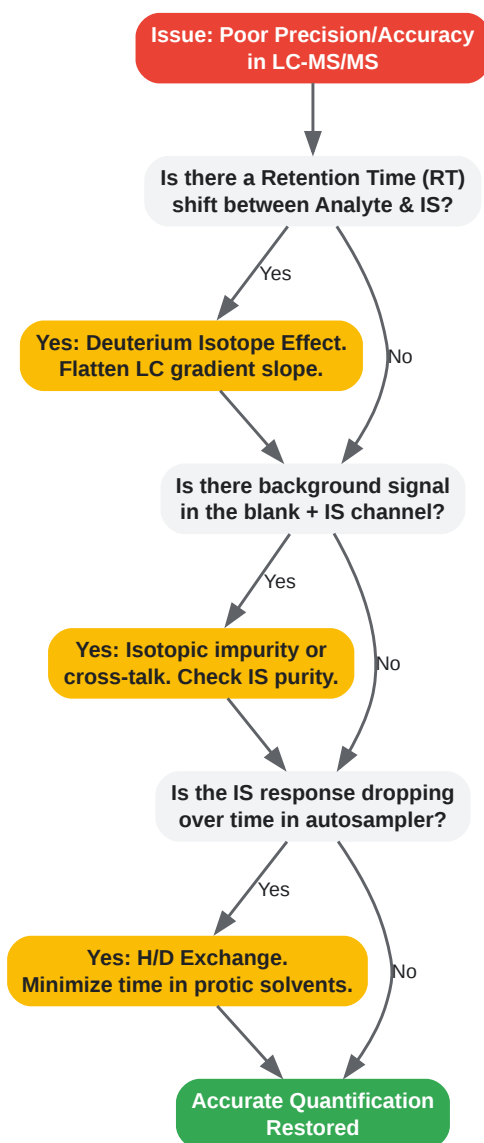 Issue: Poor Precision/Accuracy
in LC-MS/MS
Is there a Retention Time (RT)
shift between Analyte & IS?
Yes
Yes: Deuterium Isotope Effect.
Flatten LC gradient slope.
No
Is there background signal
in the blank + IS channel?
Yes
Yes: Isotopic impurity or
cross-talk. Check IS purity.
No
Is the IS response dropping
over time in autosampler?
Yes
Yes: H/D Exchange.
Minimize time in protic solvents.
No
Accurate Quantification
Restored